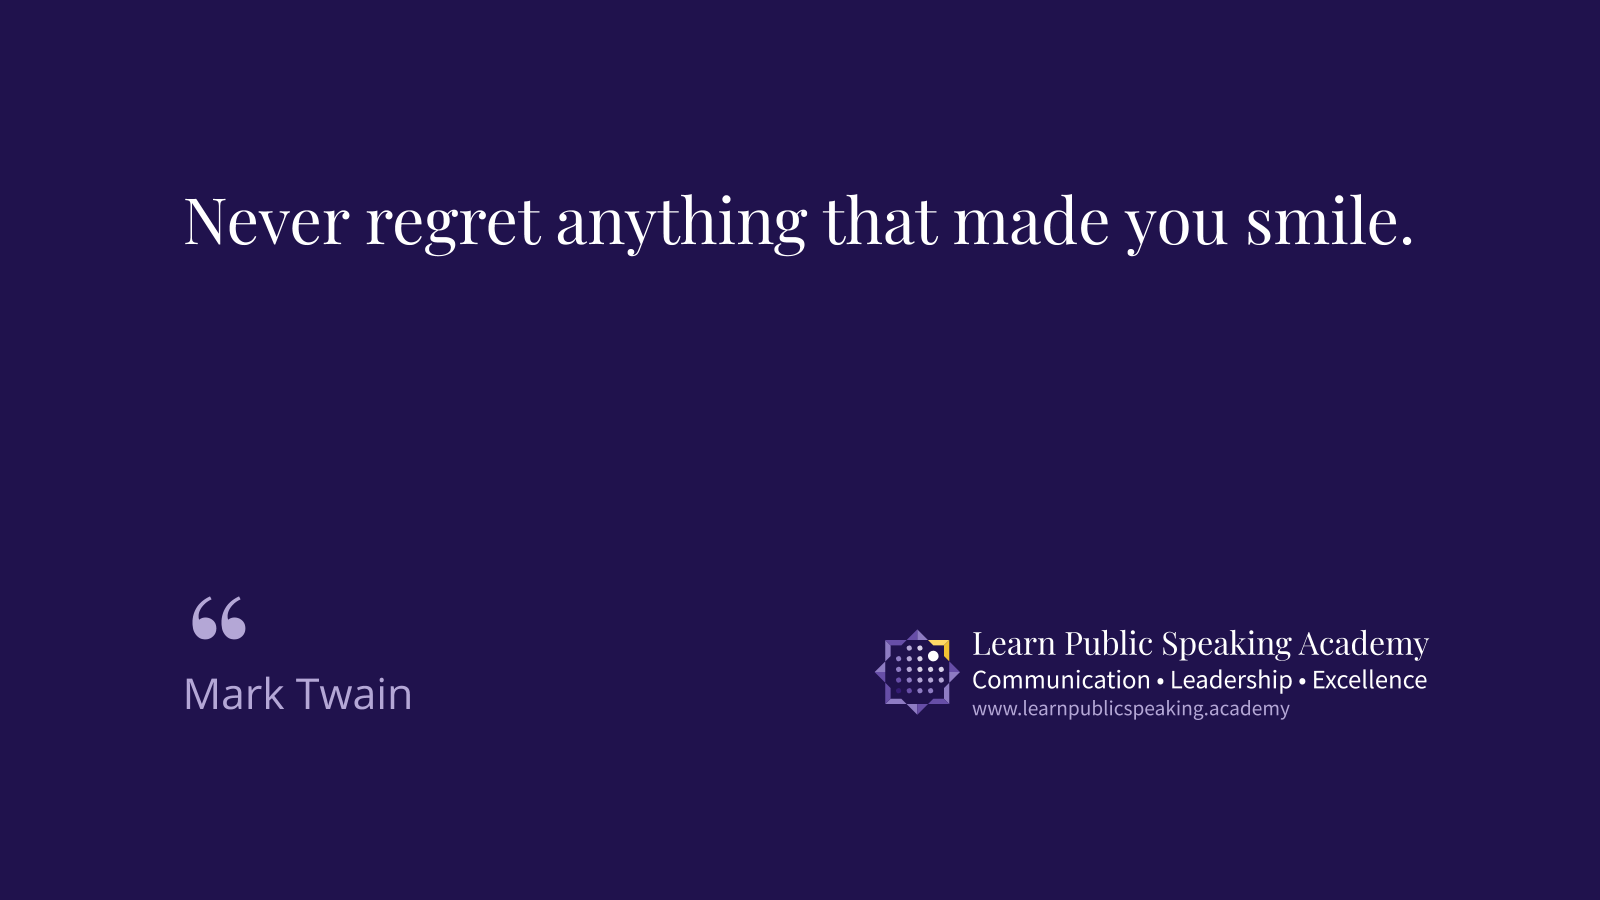 Never regret anything that made you smile.
“
Mark Twain
Learn Public Speaking Academy
Communication • Leadership • Excellence
www.learnpublicspeaking.academy